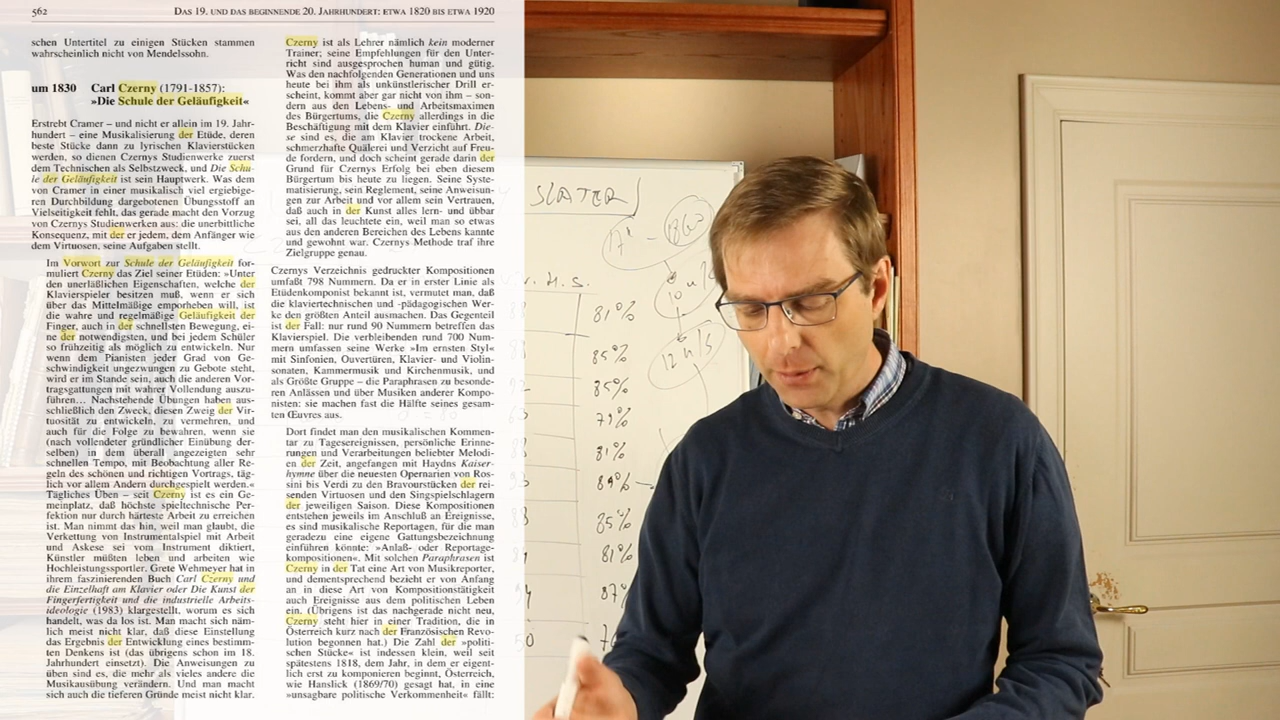 562
DAS 19. UND DAS BEGINNENDE 20. JAHRHUNDERT: ETWA 1820 BIS ETWA 1920
schen Untertitel zu einigen Stücken stammen
wahrscheinlich nicht von Mendelssohn.
um 1830 Carl Czerny (1791-1857):
»Die Schule der Geläufigkeit«
Erstrebt Cramer – und nicht er allein im 19. Jahr-
hundert – eine Musikalisierung der Etüde, deren
beste Stücke dann zu lyrischen Klavierstücken
werden, so dienen Czernys Studienwerke zuerst
dem Technischen als Selbstzweck, und Die Schu-
le der Geläufigkeit ist sein Hauptwerk. Was dem
von Cramer in einer musikalisch viel ergiebige-
ren Durchbildung dargebotenen Übungsstoff an
Vielseitigkeit fehlt, das gerade macht den Vorzug
von Czernys Studienwerken aus: die unerbittliche
Konsequenz, mit der er jedem, dem Anfänger wie
dem Virtuosen, seine Aufgaben stellt.
Im Vorwort zur Schule der Geläufigkeit for-
muliert Czerny das Ziel seiner Etüden: »Unter
den unerläßlichen Eigenschaften, welche der
Klavierspieler besitzen muß, wenn er sich
über das Mittelmäßige emporheben will, ist
die wahre und regelmäßige Geläufigkeit der
Finger, auch in der schnellsten Bewegung, ei-
ne der notwendigsten, und bei jedem Schüler
so frühzeitig als möglich zu entwickeln. Nur
wenn dem Pianisten jeder Grad von Ge-
schwindigkeit ungezwungen zu Gebote steht,
wird er im Stande sein, auch die anderen Vor-
tragsgattungen mit wahrer Vollendung auszu-
führen... Nachstehende Übungen haben aus-
schließlich den Zweck, diesen Zweig der Vir-
tuosität zu entwickeln, zu vermehren, und
auch für die Folge zu bewahren, wenn sie
(nach vollendeter gründlicher Einübung der-
selben) in dem überall angezeigten sehr
schnellen Tempo, mit Beobachtung aller Re-
geln des schönen und richtigen Vortrags, täg-
lich vor allem Andern durchgespielt werden.«
Tägliches Üben – seit Czerny ist es ein Ge-
meinplatz, daß höchste spieltechnische Per-
fektion nur durch härteste Arbeit zu erreichen
ist. Man nimmt das hin, weil man glaubt, die
Verkettung von Instrumentalspiel mit Arbeit
und Askese sei vom Instrument diktiert,
Künstler müßten leben und arbeiten wie
Hochleistungssportler. Grete Wehmeyer hat in
ihrem faszinierenden Buch Carl Czerny und
die Einzelhaft am Klavier oder Die Kunst der
Fingerfertigkeit und die industrielle Arbeits-
ideologie (1983) klargestellt, worum es sich
handelt, was da los ist. Man macht sich näm-
lich meist nicht klar, daß diese Einstellung
das Ergebnis der Entwicklung eines bestimm-
ten Denkens ist (das übrigens schon im 18.
Jahrhundert einsetzt). Die Anweisungen zu
üben sind es, die mehr als vieles andere die
Musikausübung verändern. Und man macht
sich auch die tieferen Gründe meist nicht klar.
Czerny ist als Lehrer nämlich kein moderner
Trainer; seine Empfehlungen für den Unter-
richt sind ausgesprochen human und gütig.
Was den nachfolgenden Generationen und uns
heute bei ihm als unkünstlerischer Drill er-
scheint, kommt aber gar nicht von ihm – son-
dern aus den Lebens- und Arbeitsmaximen
des Bürgertums, die Czerny allerdings in die
Beschäftigung mit dem Klavier einführt. Die-
se sind es, die am Klavier trockene Arbeit,
schmerzhafte Quälerei und Verzicht auf Freu-
de fordern, und doch scheint gerade darin der
Grund für Czernys Erfolg bei eben diesem
Bürgertum bis heute zu liegen. Seine Syste-
matisierung, sein Reglement, seine Anweisun-
gen zur Arbeit und vor allem sein Vertrauen,
daß auch in der Kunst alles lern- und übbar
sei, all das leuchtete ein, weil man so etwas
aus den anderen Bereichen des Lebens kannte
und gewohnt war. Czernys Methode traf ihre
Zielgruppe genau.
Czernys Verzeichnis gedruckter Kompositionen
umfaßt 798 Nummern. Da er in erster Linie als
Etüdenkomponist bekannt ist, vermutet man, daß
die klaviertechnischen und -pädagogischen Wer-
ke den größten Anteil ausmachen. Das Gegenteil
ist der Fall: nur rund 90 Nummern betreffen das
Klavierspiel. Die verbleibenden rund 700 Num-
mern umfassen seine Werke »Im ernsten Styl«
mit Sinfonien, Ouvertüren, Klavier- und Violin-
sonaten, Kammermusik und Kirchenmusik, und
als Größte Gruppe – die Paraphrasen zu besonde-
ren Anlässen und über Musiken anderer Kompo-
nisten: sie machen fast die Hälfte seines gesam-
ten Œuvres aus.
Dort findet man den musikalischen Kommen-
tar zu Tagesereignissen, persönliche Erinne-
rungen und Verarbeitungen beliebter Melodi-
en der Zeit, angefangen mit Haydns Kaiser-
hymne über die neuesten Opernarien von Ros-
sini bis Verdi zu den Bravourstücken der rei-
senden Virtuosen und den Singspielschlagern
der jeweiligen Saison. Diese Kompositionen
entstehen jeweils im Anschluß an Ereignisse,
es sind musikalische Reportagen, für die man
geradezu eine eigene Gattungsbezeichnung
einführen könnte: »Anlaß- oder Reportage-
kompositionen«. Mit solchen Paraphrasen ist
Czerny in der Tat eine Art von Musikreporter,
und dementsprechend bezieht er von Anfang
an in diese Art von Kompositionstätigkeit
auch Ereignisse aus dem politischen Leben
ein. (Übrigens ist das nachgerade nicht neu,
Czerny steht hier in einer Tradition, die in
Österreich kurz nach der Französischen Revo-
lution begonnen hat.) Die Zahl der »politi-
schen Stücke« ist indessen klein, weil seit
spätestens 1818, dem Jahr, in dem er eigent-
lich erst zu komponieren beginnt, Österreich,
wie Hanslick (1869/70) gesagt hat, in eine
»unsagbare politische Verkommenheit« fällt:
SLATER
H.S.
81%
85%
85%
79%
81%
89%
85%
81%
87%
10 u/s
12 u/s